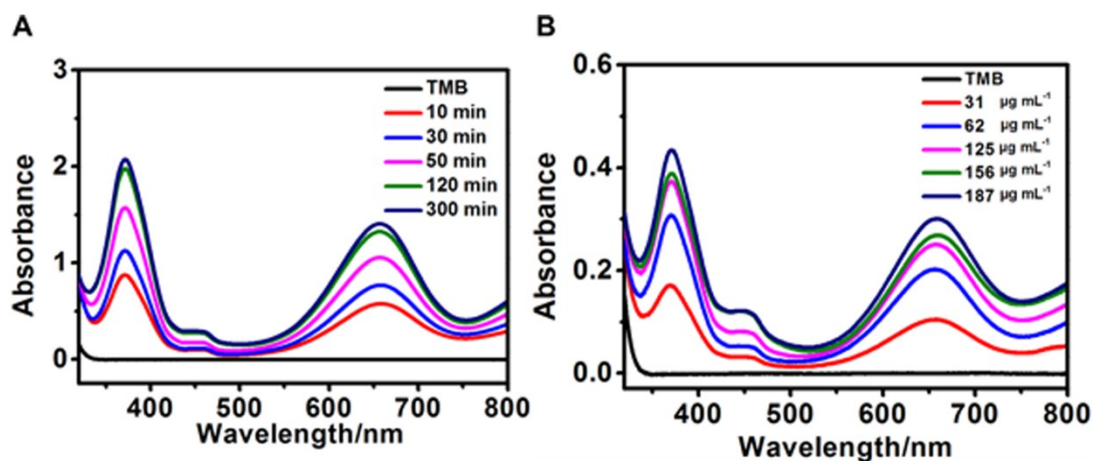 A
B
3
2
1
0
Absorbance
400
500
600
700
800
Wavelength/nm
TMB
10 min
30 min
50 min
120 min
300 min
0.6
0.4
0.2
0.0
Absorbance
400
500
600
700
800
Wavelength/nm
TMB
31 µg mL⁻¹
62 µg mL⁻¹
125 µg mL⁻¹
156 µg mL⁻¹
187 µg mL⁻¹